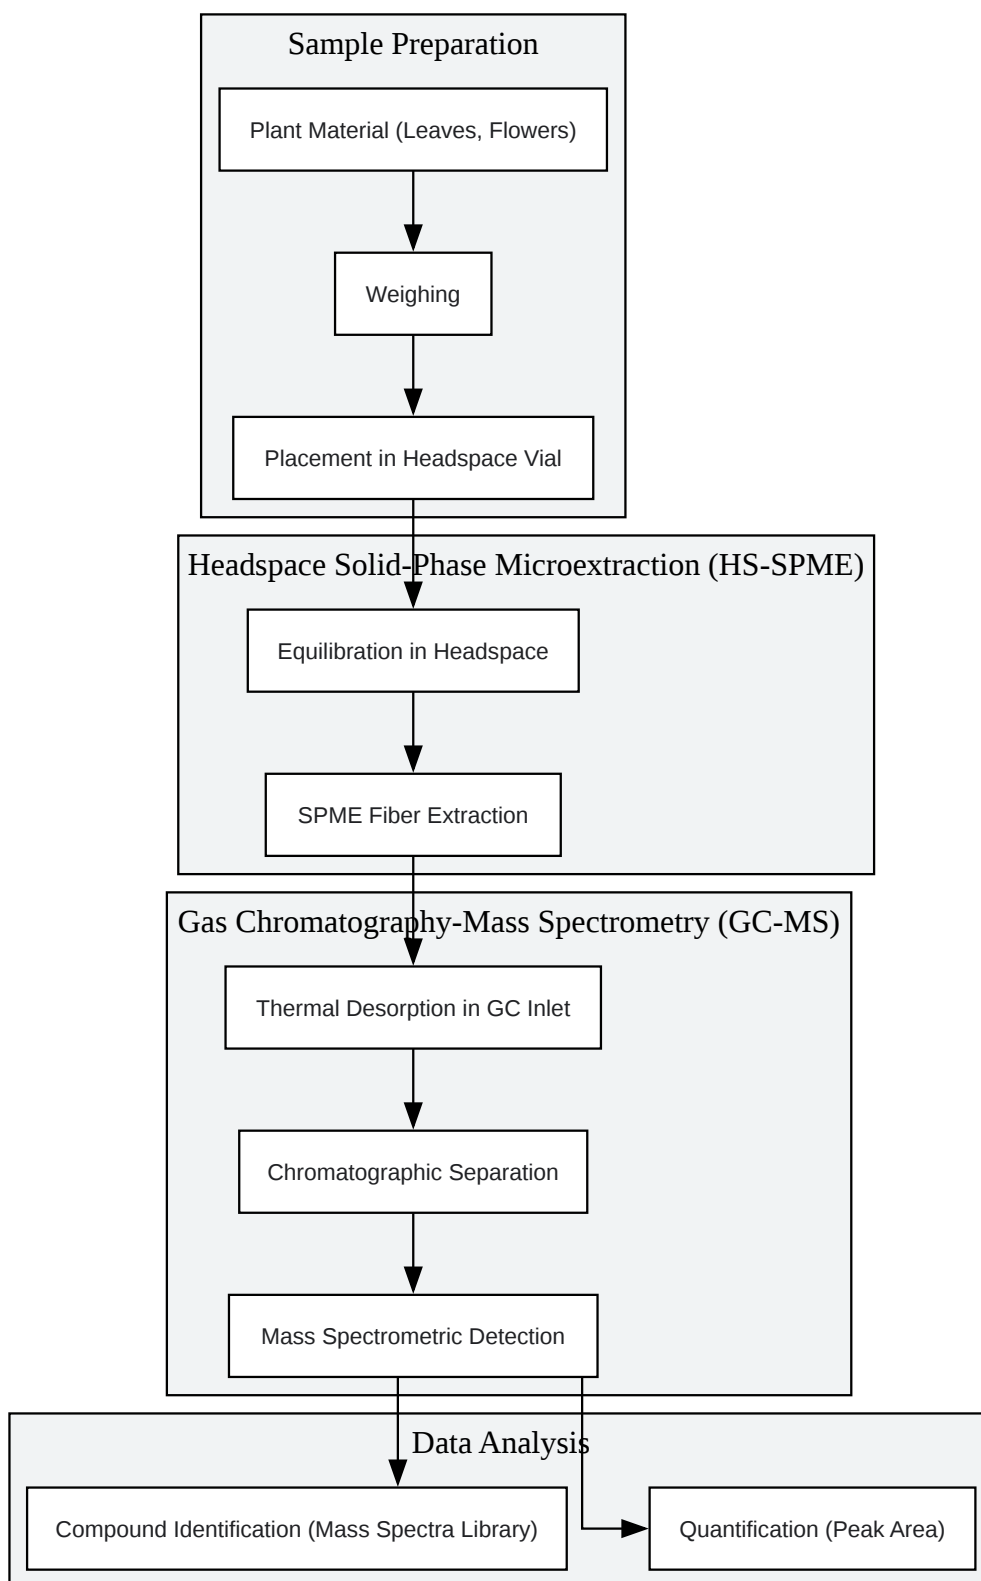 Sample Preparation
Plant Material (Leaves, Flowers)
Weighing
Placement in Headspace Vial
Headspace Solid-Phase Microextraction (HS-SPME)
Equilibration in Headspace
SPME Fiber Extraction
Gas Chromatography-Mass Spectrometry (GC-MS)
Thermal Desorption in GC Inlet
Chromatographic Separation
Mass Spectrometric Detection
Data Analysis
Compound Identification (Mass Spectra Library)
Quantification (Peak Area)